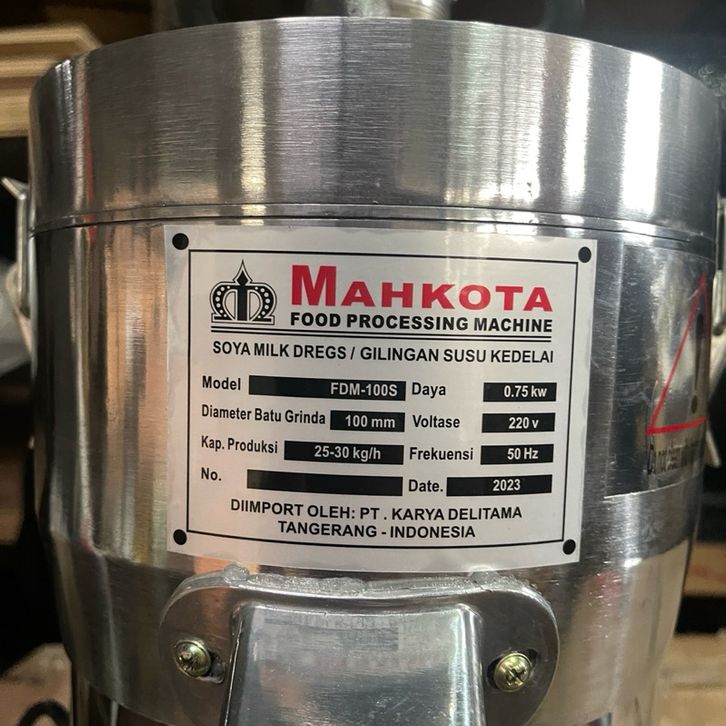 MAHKOTA
FOOD PROCESSING MACHINE
SOYA MILK DREGS / GILINGAN SUSU KEDELAI
Model FDM-100S Daya 0.75 kw
Diameter Batu Grinda 100 mm Voltase 220 v
Kap. Produksi 25-30 kg/h Frekuensi 50 Hz
No. Date. 2023
DIIMPORT OLEH: PT . KARYA DELITAMA
TANGERANG - INDONESIA